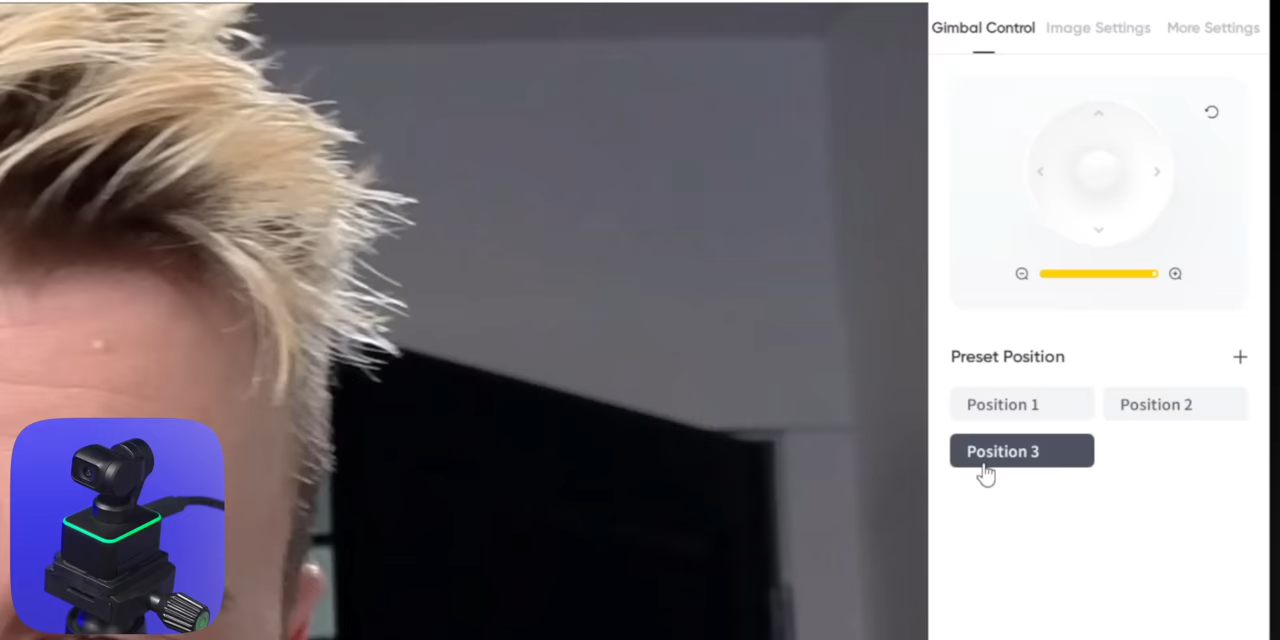 Gimbal Control Image Settings More Settings
Preset Position
Position 1 Position 2
Position 3